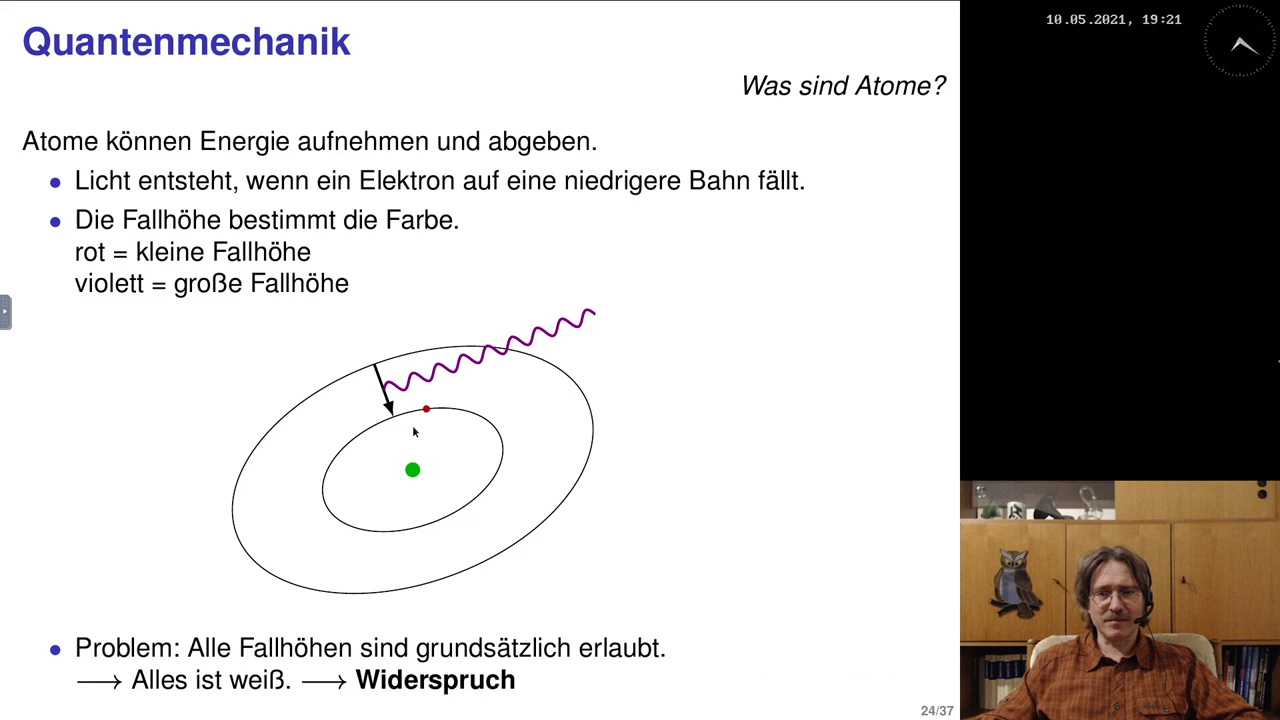 Quantenmechanik
10.05.2021, 19:21
Was sind Atome?
Atome können Energie aufnehmen und abgeben.
• Licht entsteht, wenn ein Elektron auf eine niedrigere Bahn fällt.
• Die Fallhöhe bestimmt die Farbe.
rot = kleine Fallhöhe
violett = große Fallhöhe
• Problem: Alle Fallhöhen sind grundsätzlich erlaubt.
⟶ Alles ist weiß. ⟶ Widerspruch
24/37